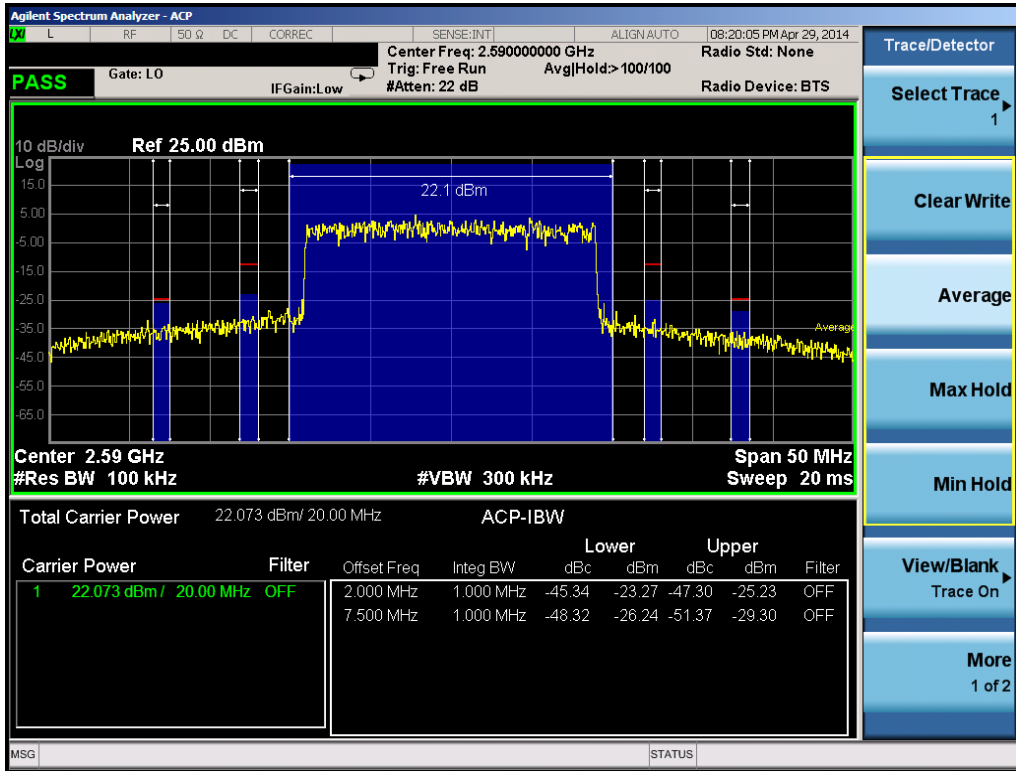 Agilent Spectrum Analyzer - ACP
LXI L RF 50 Ω DC CORREC SENSE:INT ALIGN AUTO 08:20:05 PM Apr 29, 2014
Center Freq: 2.590000000 GHz Radio Std: None
Trig: Free Run Avg|Hold:>100/100
PASS Gate: LO IFGain:Low #Atten: 22 dB Radio Device: BTS
10 dB/div Ref 25.00 dBm
Log
15.0
22.1 dBm
5.00
-5.00
-15.0
-25.0
-35.0
Average
-45.0
-55.0
-65.0
Center 2.59 GHz Span 50 MHz
#Res BW 100 kHz #VBW 300 kHz Sweep 20 ms
Total Carrier Power 22.073 dBm/ 20.00 MHz ACP-IBW
Lower Upper
Carrier Power Filter Offset Freq Integ BW dBc dBm dBc dBm Filter
1 22.073 dBm / 20.00 MHz OFF 2.000 MHz 1.000 MHz -45.34 -23.27 -47.30 -25.23 OFF
7.500 MHz 1.000 MHz -48.32 -26.24 -51.37 -29.30 OFF
MSG STATUS
Trace/Detector
Select Trace
1
Clear Write
Average
Max Hold
Min Hold
View/Blank
Trace On
More
1 of 2